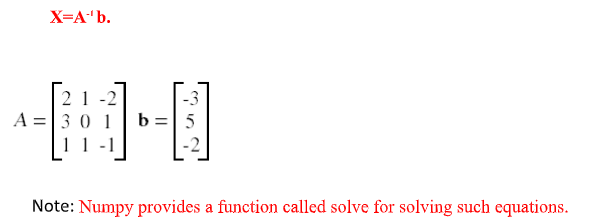 X=A⁻¹b.
2 1 -2 -3
A = 3 0 1 b = 5
1 1 -1 -2
Note: Numpy provides a function called solve for solving such equations.